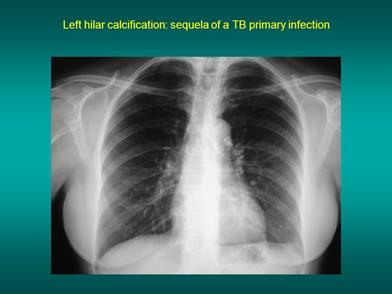 Left hilar calcification: sequela of a TB primary infection